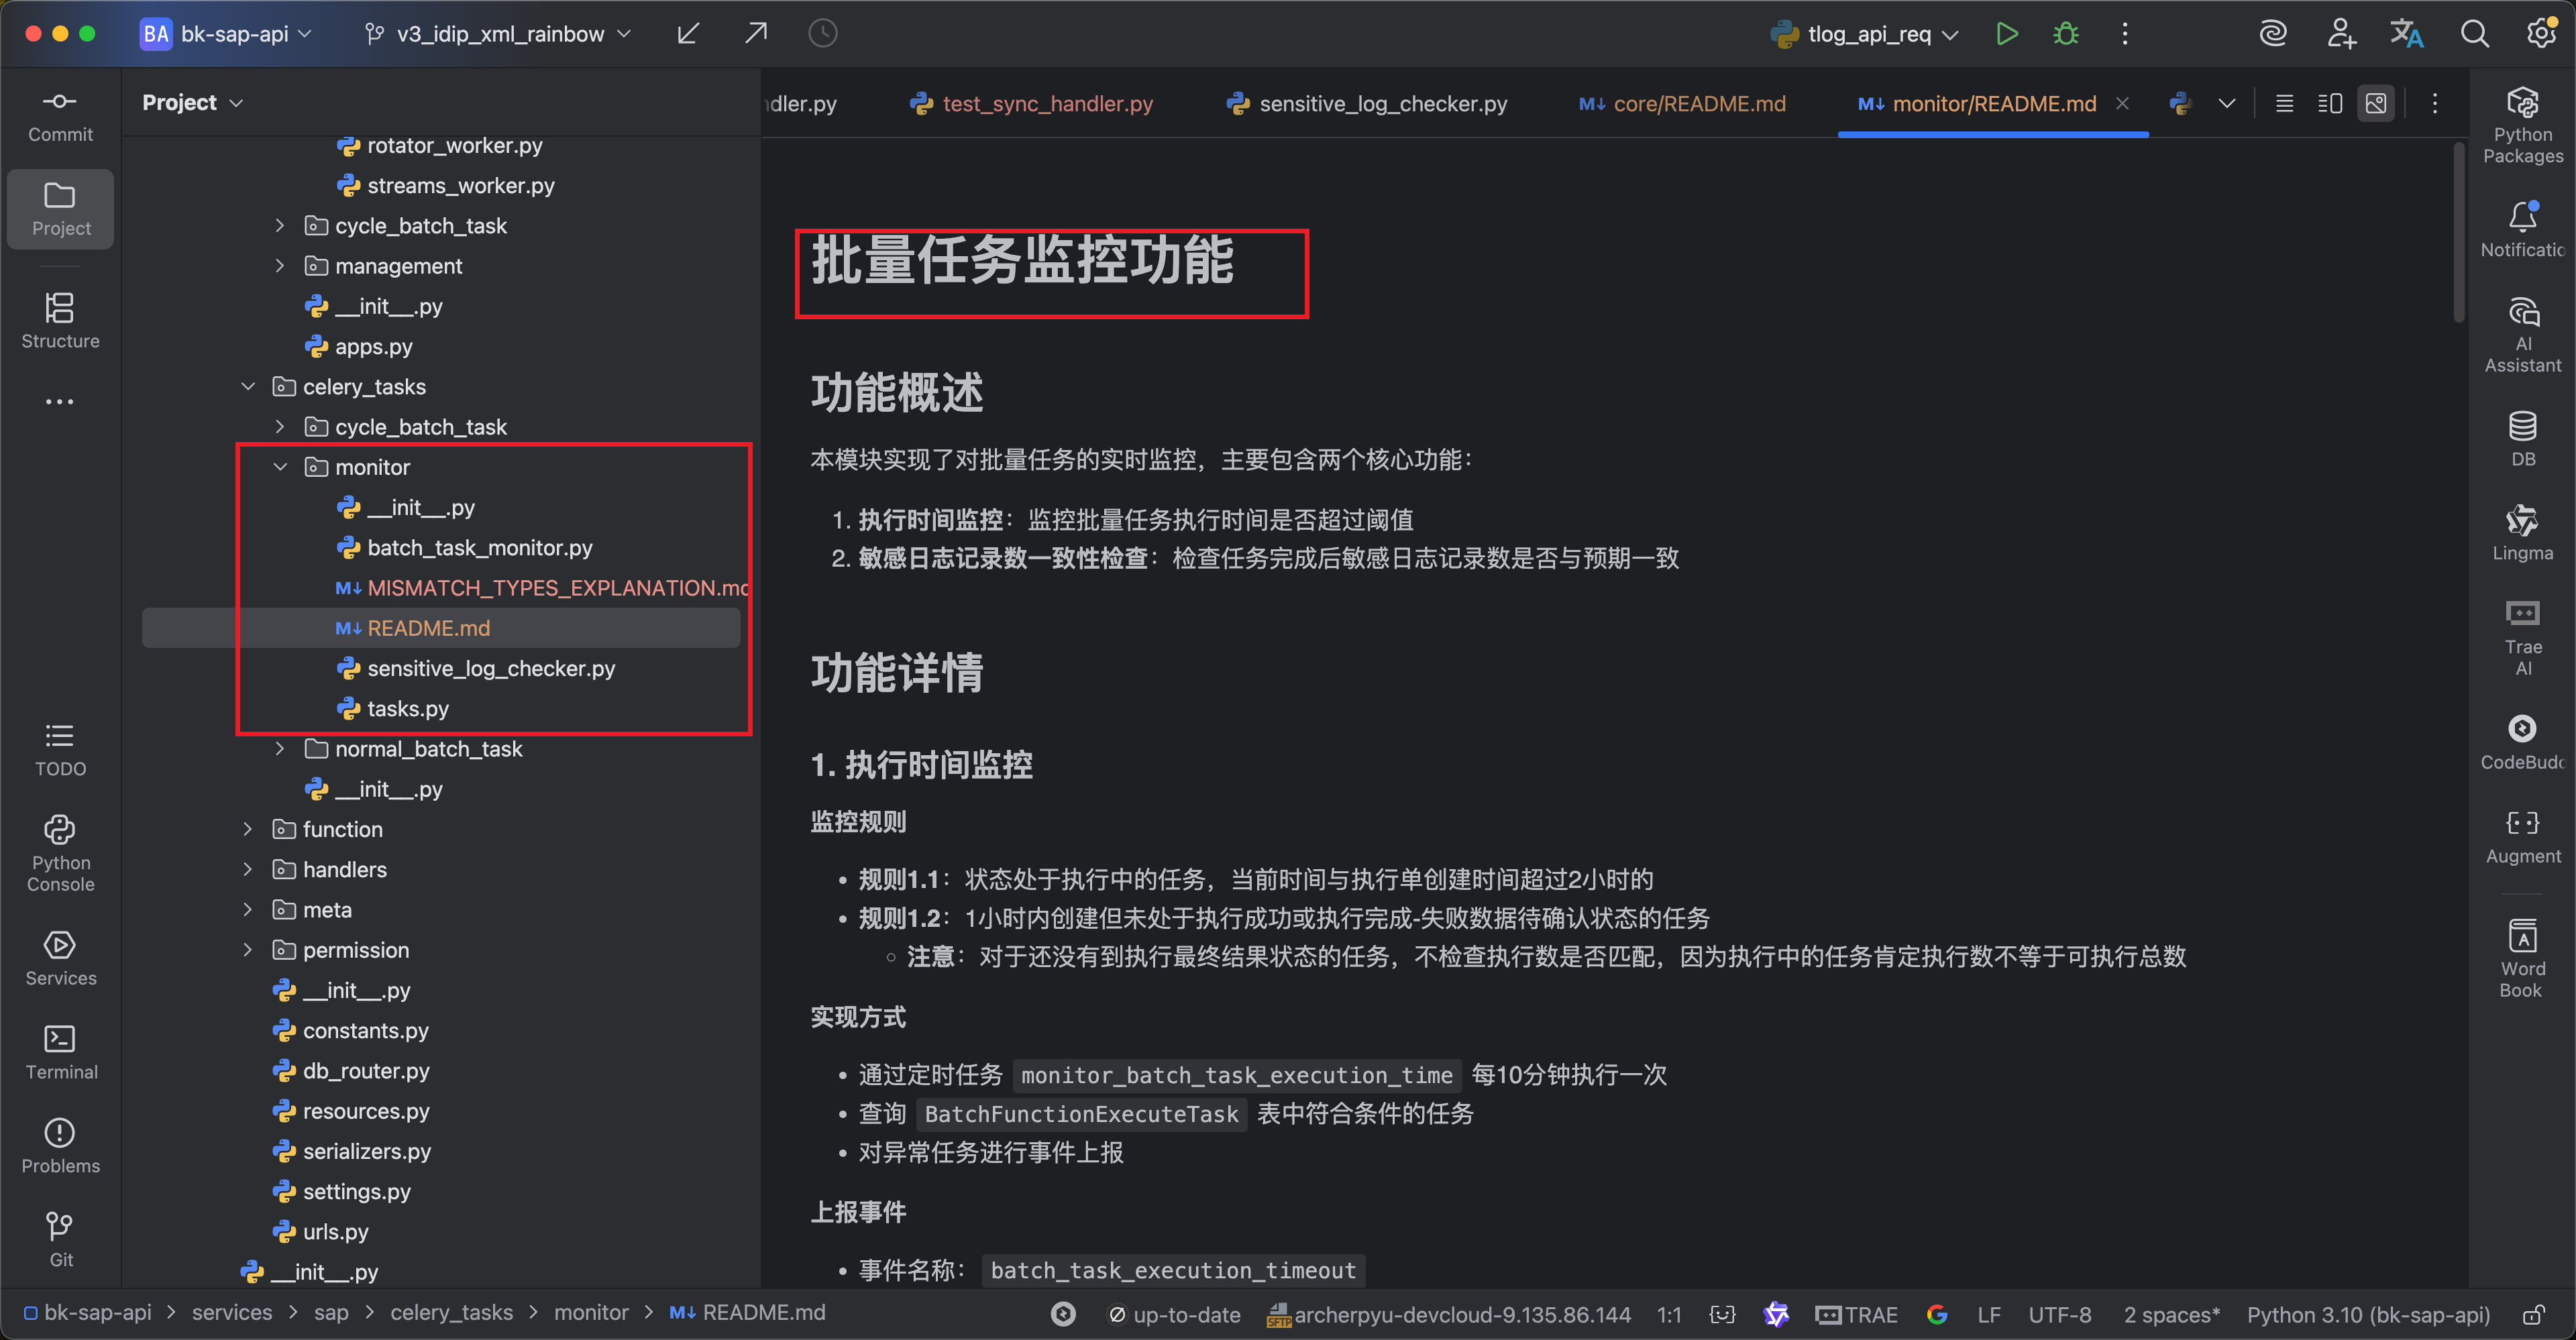 BA bk-sap-api v3_idip_xml_rainbow tlog_api_req
Commit
Project
Structure
TODO
Python
Console
Services
Terminal
Problems
Git
Project
rotator_worker.py
streams_worker.py
cycle_batch_task
management
__init__.py
apps.py
celery_tasks
cycle_batch_task
monitor
__init__.py
batch_task_monitor.py
M↓ MISMATCH_TYPES_EXPLANATION.md
M↓ README.md
sensitive_log_checker.py
tasks.py
normal_batch_task
__init__.py
function
handlers
meta
permission
__init__.py
constants.py
db_router.py
resources.py
serializers.py
settings.py
urls.py
__init__.py
ndler.py test_sync_handler.py sensitive_log_checker.py M↓ core/README.md M↓ monitor/README.md
批量任务监控功能
功能概述
本模块实现了对批量任务的实时监控，主要包含两个核心功能：
1. 执行时间监控：监控批量任务执行时间是否超过阈值
2. 敏感日志记录数一致性检查：检查任务完成后敏感日志记录数是否与预期一致
功能详情
1. 执行时间监控
监控规则
• 规则1.1：状态处于执行中的任务，当前时间与执行单创建时间超过2小时的
• 规则1.2：1小时内创建但未处于执行成功或执行完成-失败数据待确认状态的任务
◦ 注意：对于还没有到执行最终结果状态的任务，不检查执行数是否匹配，因为执行中的任务肯定执行数不等于可执行总数
实现方式
• 通过定时任务 monitor_batch_task_execution_time 每10分钟执行一次
• 查询 BatchFunctionExecuteTask 表中符合条件的任务
• 对异常任务进行事件上报
上报事件
• 事件名称： batch_task_execution_timeout
Python
Packages
Notificatio
AI
Assistant
DB
Lingma
Trae
AI
CodeBudd
Augment
Word
Book
bk-sap-api > services > sap > celery_tasks > monitor > M↓ README.md up-to-date SFTP archerpyu-devcloud-9.135.86.144 1:1 TRAE LF UTF-8 2 spaces* Python 3.10 (bk-sap-api)